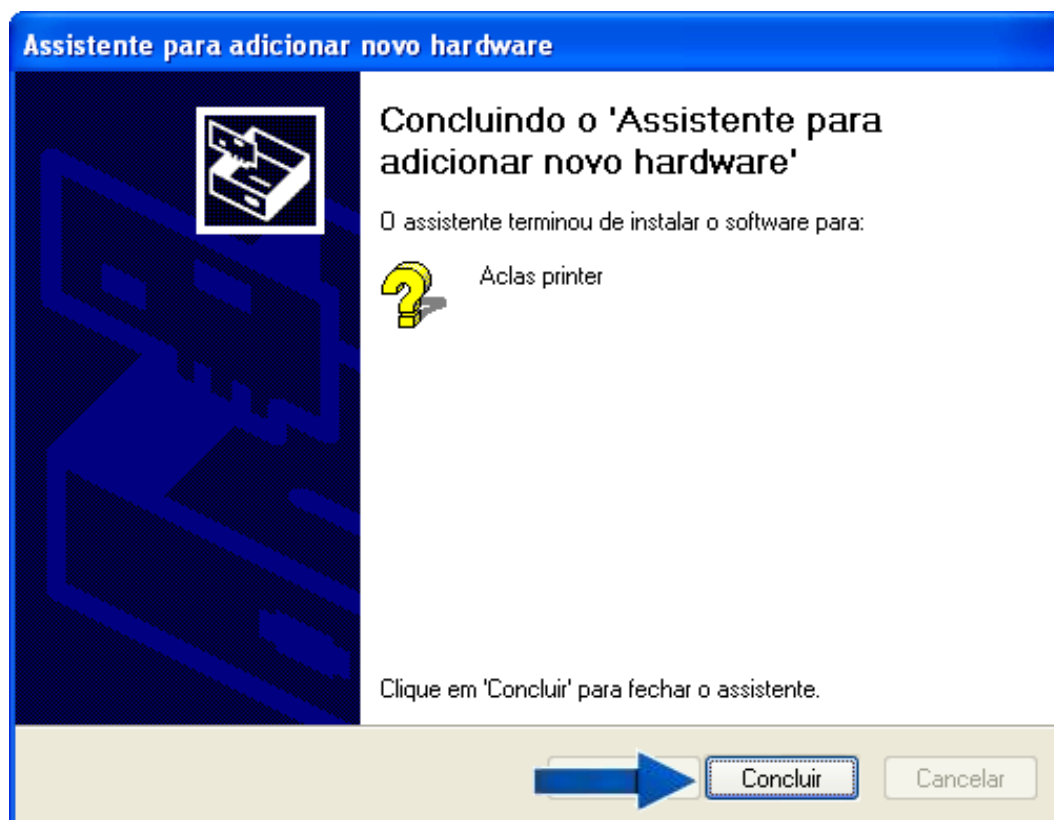 Assistente para adicionar novo hardware
Concluindo o 'Assistente para
adicionar novo hardware'
O assistente terminou de instalar o software para:
Aclas printer
Clique em 'Concluir' para fechar o assistente.
Concluir
Cancelar